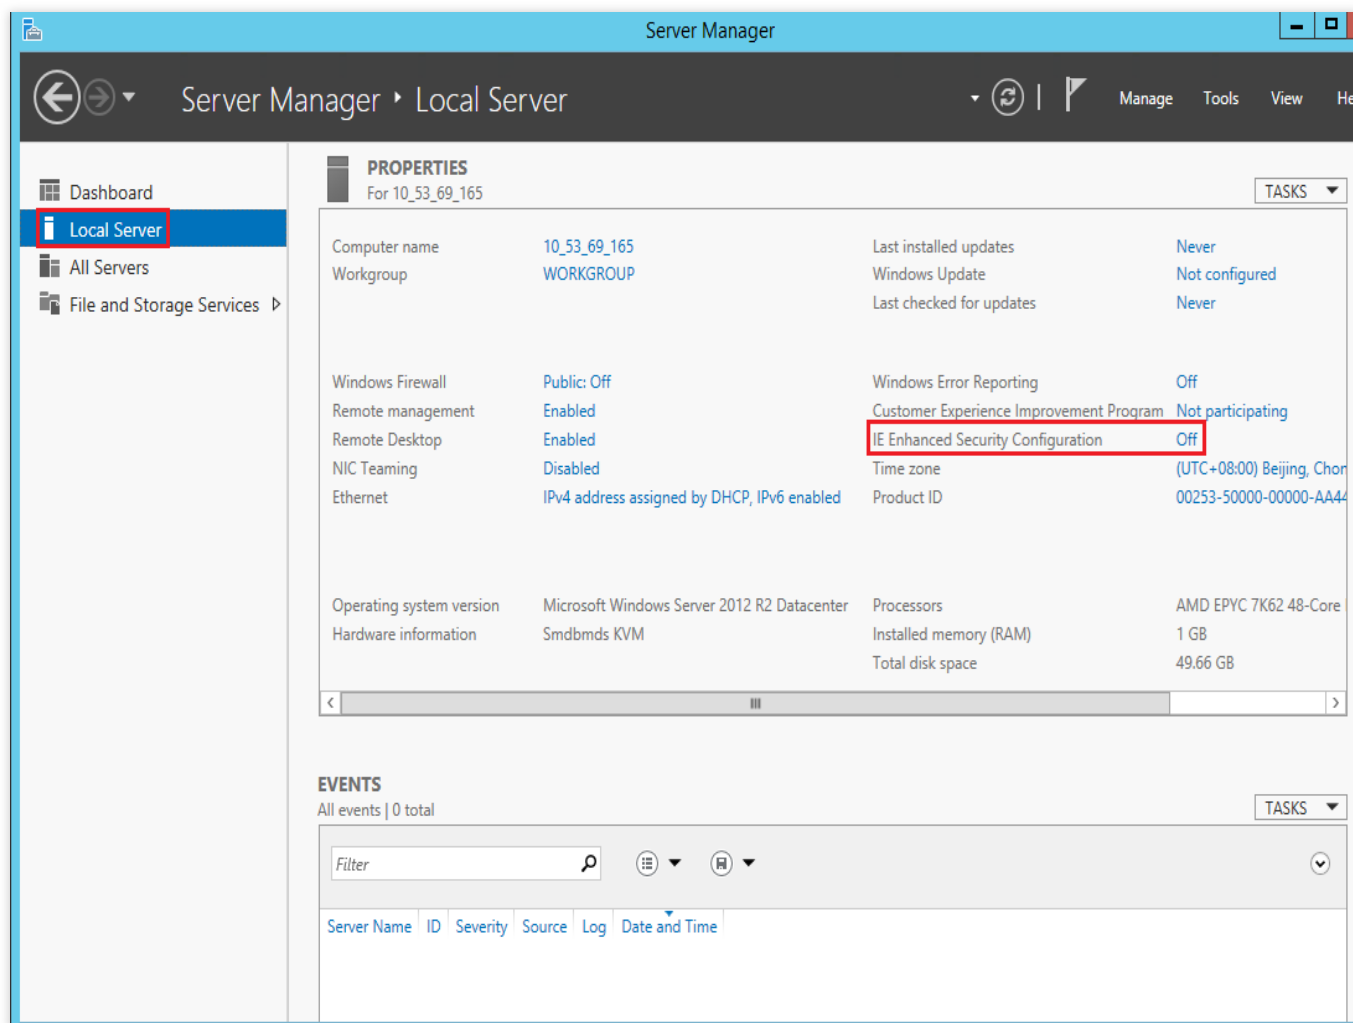 Server Manager
Server Manager Local Server
Manage Tools View He
Dashboard
Local Server
All Servers
File and Storage Services
PROPERTIES
For 10_53_69_165
TASKS
Computer name 10_53_69_165 Last installed updates Never
Workgroup WORKGROUP Windows Update Not configured
Last checked for updates Never
Windows Firewall Public: Off Windows Error Reporting Off
Remote management Enabled Customer Experience Improvement Program Not participating
Remote Desktop Enabled IE Enhanced Security Configuration Off
NIC Teaming Disabled Time zone (UTC+08:00) Beijing, Chon
Ethernet IPv4 address assigned by DHCP, IPv6 enabled Product ID 00253-50000-00000-AA44
Operating system version Microsoft Windows Server 2012 R2 Datacenter Processors AMD EPYC 7K62 48-Core
Hardware information Smdbmds KVM Installed memory (RAM) 1 GB
Total disk space 49.66 GB
EVENTS
All events | 0 total
TASKS
Filter
Server Name ID Severity Source Log Date and Time